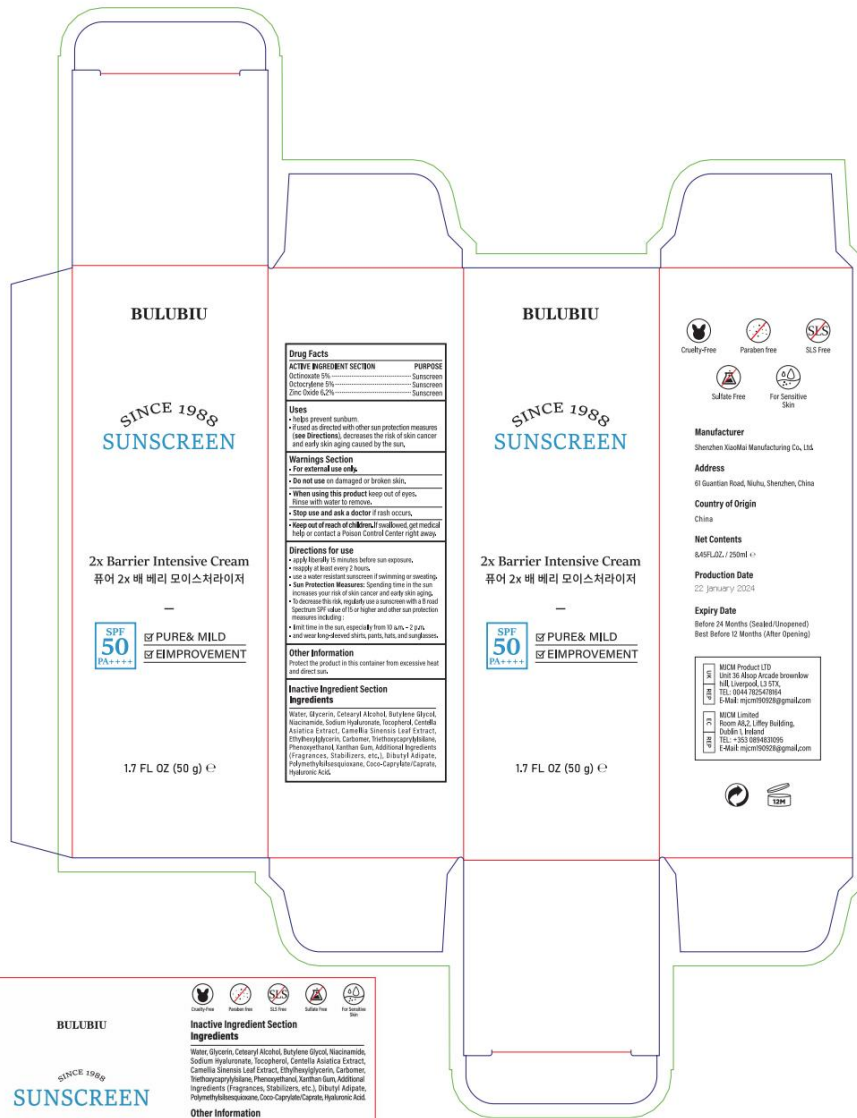 BULUBIU
SINCE 1988
SUNSCREEN
2x Barrier Intensive Cream
퓨어 2x 배 베리 모이스처라이저
SPF
50
PA++++
PURE& MILD
EIMPROVEMENT
1.7 FL OZ (50 g) ℮
Drug Facts
ACTIVE INGREDIENT SECTION PURPOSE
Octinoxate 5% Sunscreen
Octocrylene 5% Sunscreen
Zinc Oxide 6.2% Sunscreen
Uses
• helps prevent sunburn.
• if used as directed with other sun protection measures
(see Directions), decreases the risk of skin cancer
and early skin aging caused by the sun.
Warnings Section
• For external use only.
• Do not use on damaged or broken skin.
• When using this product keep out of eyes.
Rinse with water to remove.
• Stop use and ask a doctor if rash occurs.
• Keep out of reach of children. If swallowed, get medical
help or contact a Poison Control Center right away.
Directions for use
• apply liberally 15 minutes before sun exposure.
• reapply at least every 2 hours.
• use a water resistant sunscreen if swimming or sweating.
• Sun Protection Measures: Spending time in the sun
increases your risk of skin cancer and early skin aging.
• To decrease this risk, regularly use a sunscreen with a Broad
Spectrum SPF value of 15 or higher and other sun protection
measures including :
• limit time in the sun, especially from 10 a.m. – 2 p.m.
• and wear long-sleeved shirts, pants, hats, and sunglasses.
Other Information
Protect the product in this container from excessive heat
and direct sun.
Inactive Ingredient Section
Ingredients
Water, Glycerin, Cetearyl Alcohol, Butylene Glycol,
Niacinamide, Sodium Hyaluronate, Tocopherol, Centella
Asiatica Extract, Camellia Sinensis Leaf Extract,
Ethylhexylglycerin, Carbomer, Triethoxycaprylylsilane,
Phenoxyethanol, Xanthan Gum, Additional Ingredients
(Fragrances, Stabilizers, etc.), Dibutyl Adipate,
Polymethylsilsesquioxane, Coco-Caprylate/Caprate,
Hyaluronic Acid.
BULUBIU
SINCE 1988
SUNSCREEN
2x Barrier Intensive Cream
퓨어 2x 배 베리 모이스처라이저
SPF
50
PA++++
PURE& MILD
EIMPROVEMENT
1.7 FL OZ (50 g) ℮
Cruelty-Free
Paraben free
SLS
SLS Free
Sulfate Free
For Sensitive
Skin
Manufacturer
Shenzhen XiaoMai Manufacturing Co., Ltd.
Address
61 Guantian Road, Niuhu, Shenzhen, China
Country of Origin
China
Net Contents
8.45FL.OZ. / 250ml ℮
Production Date
22 january 2024
Expiry Date
Before 24 Months (Sealed/Unopened)
Best Before 12 Months (After Opening)
UK REP
MJCM Product LTD
Unit 36 Alsop Arcade brownlow
hill, Liverpool, L3 5TX,
TEL: 0044 7825478164
E-Mail: mjcm190928@gmail.com
EC REP
MJCM Limited
Room A8,2, Liffey Building,
Dublin 1, Ireland
TEL: +353 0894831095
E-Mail: mjcm190928@gmail.com
12M
BULUBIU
SINCE 1988
SUNSCREEN
Cruelty-Free
Paraben free
SLS
SLS Free
Sulfate Free
For Sensitive
Skin
Inactive Ingredient Section
Ingredients
Water, Glycerin, Cetearyl Alcohol, Butylene Glycol, Niacinamide,
Sodium Hyaluronate, Tocopherol, Centella Asiatica Extract,
Camellia Sinensis Leaf Extract, Ethylhexylglycerin, Carbomer,
Triethoxycaprylylsilane, Phenoxyethanol, Xanthan Gum, Additional
Ingredients (Fragrances, Stabilizers, etc.), Dibutyl Adipate,
Polymethylsilsesquioxane, Coco-Caprylate/Caprate, Hyaluronic Acid.
Other Information